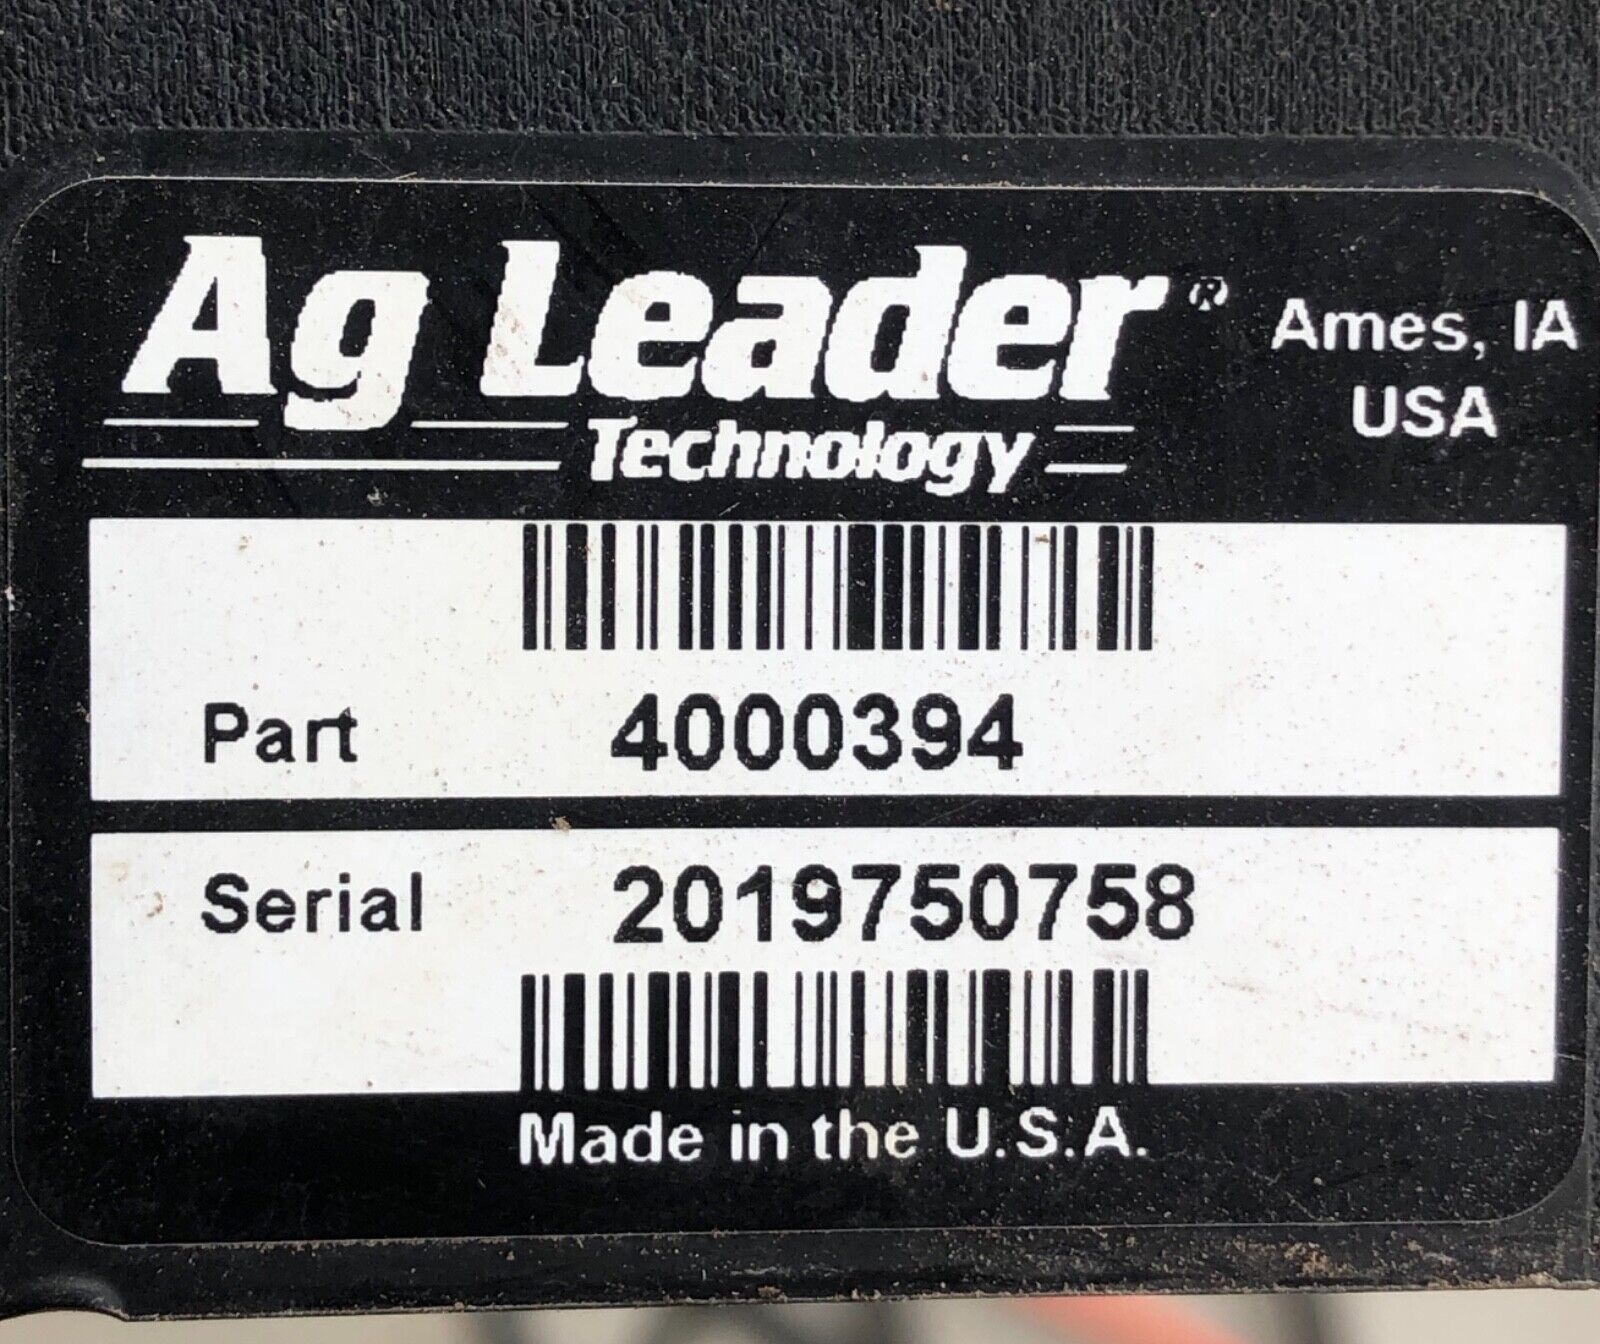 Ag Leader®
Technology
Ames, IA
USA
Part 4000394
Serial 2019750758
Made in the U.S.A.